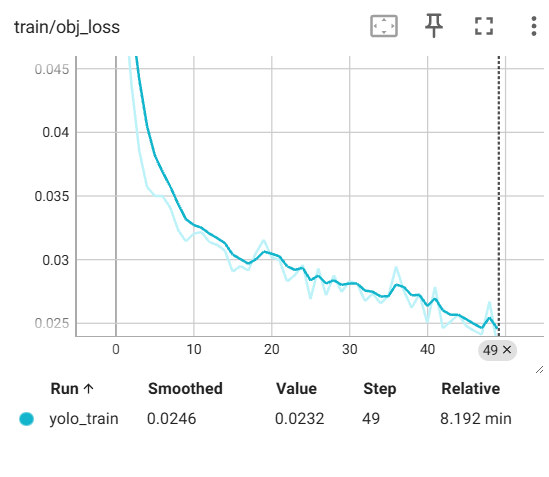 train/obj_loss
0.045
0.04
0.035
0.03
0.025
0 10 20 30 40 49 ×
Run ↑ Smoothed Value Step Relative
yolo_train 0.0246 0.0232 49 8.192 min